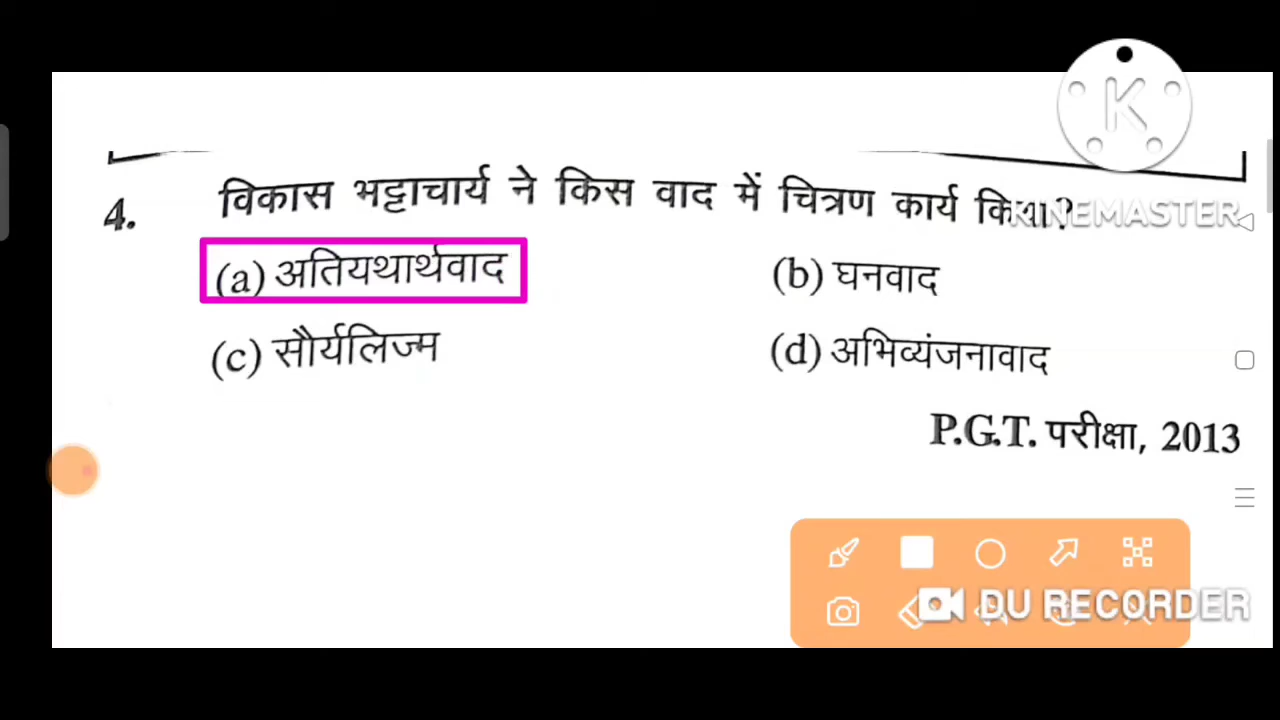 4. विकास भट्टाचार्य ने किस वाद में चित्रण कार्य किया?
KINEMASTER
(a) अतियथार्थवाद (b) घनवाद
(c) सौर्यलिज्म (d) अभिव्यंजनावाद
P.G.T. परीक्षा, 2013
DU RECORDER